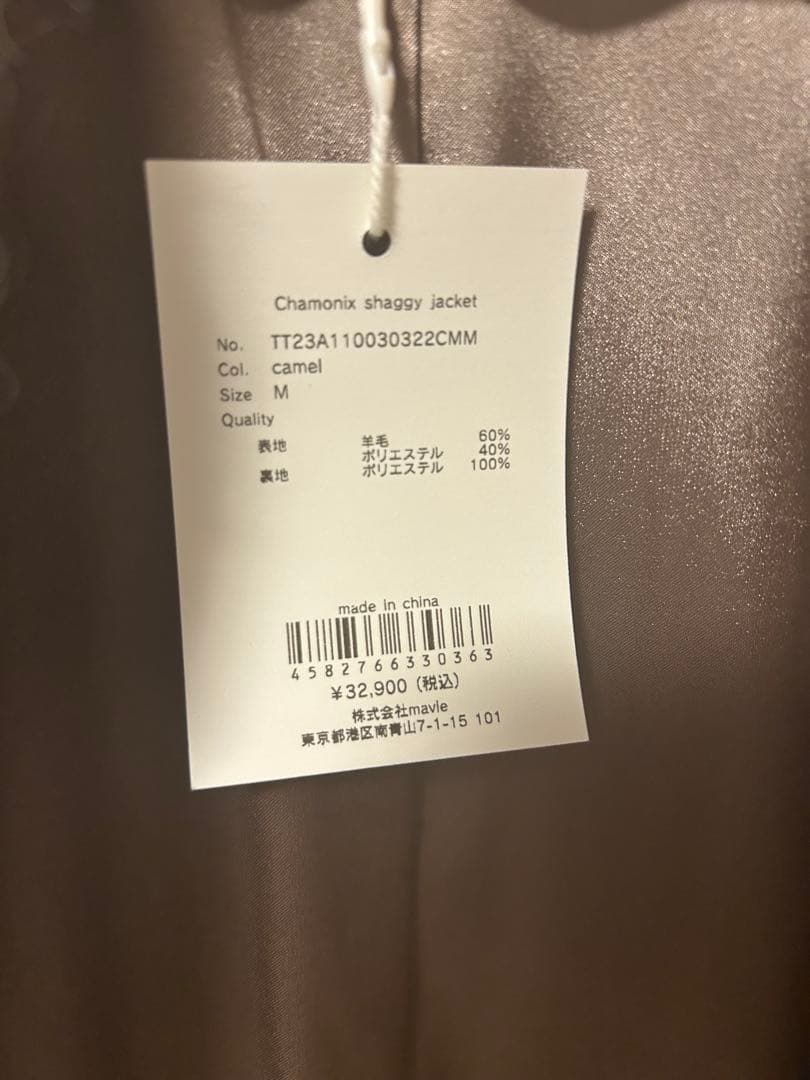 Chamonix shaggy jacket
No. TT23A110030322CMM
Col. camel
Size M
Quality
表地 羊毛 60%
ポリエステル 40%
裏地 ポリエステル 100%
made in china
4582766330363
¥32,900 (税込)
株式会社mavie
東京都港区南青山7-1-15 101